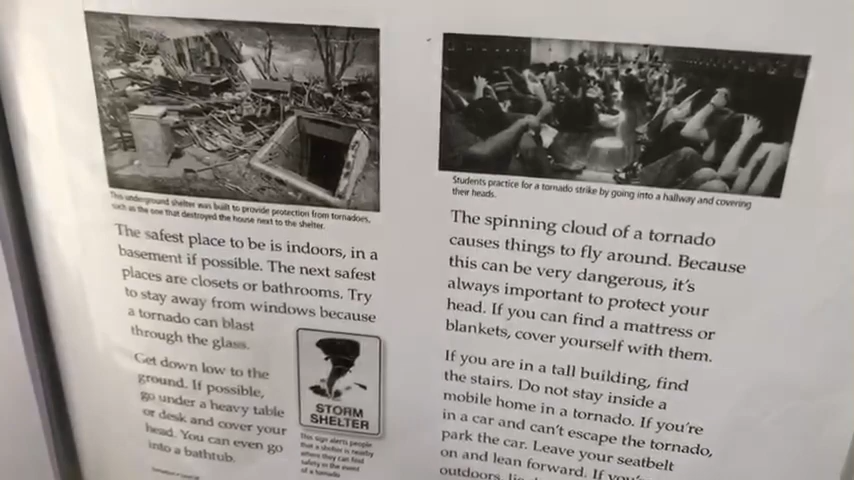 This underground shelter was built to provide protection from tornadoes,
such as the one that destroyed the house next to the shelter.
The safest place to be is indoors, in a
basement if possible. The next safest
places are closets or bathrooms. Try
to stay away from windows because
a tornado can blast
through the glass.
Get down low to the
ground. If possible,
go under a heavy table
or desk and cover your
head. You can even go
into a bathtub.
STORM
SHELTER
This sign alerts people
that a shelter is nearby
where they can find
safety in the event
of a tornado.
Students practice for a tornado strike by going into a hallway and covering
their heads.
The spinning cloud of a tornado
causes things to fly around. Because
this can be very dangerous, it's
always important to protect your
head. If you can find a mattress or
blankets, cover yourself with them.
If you are in a tall building, find
the stairs. Do not stay inside a
mobile home in a tornado. If you're
in a car and can't escape the tornado,
park the car. Leave your seatbelt
on and lean forward. If you're
outdoors, lie